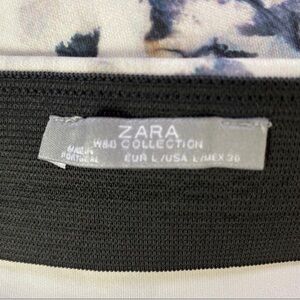 ZARA
W&B COLLECTION
MADE IN
PORTUGAL
EUR L/USA L/MEX 30